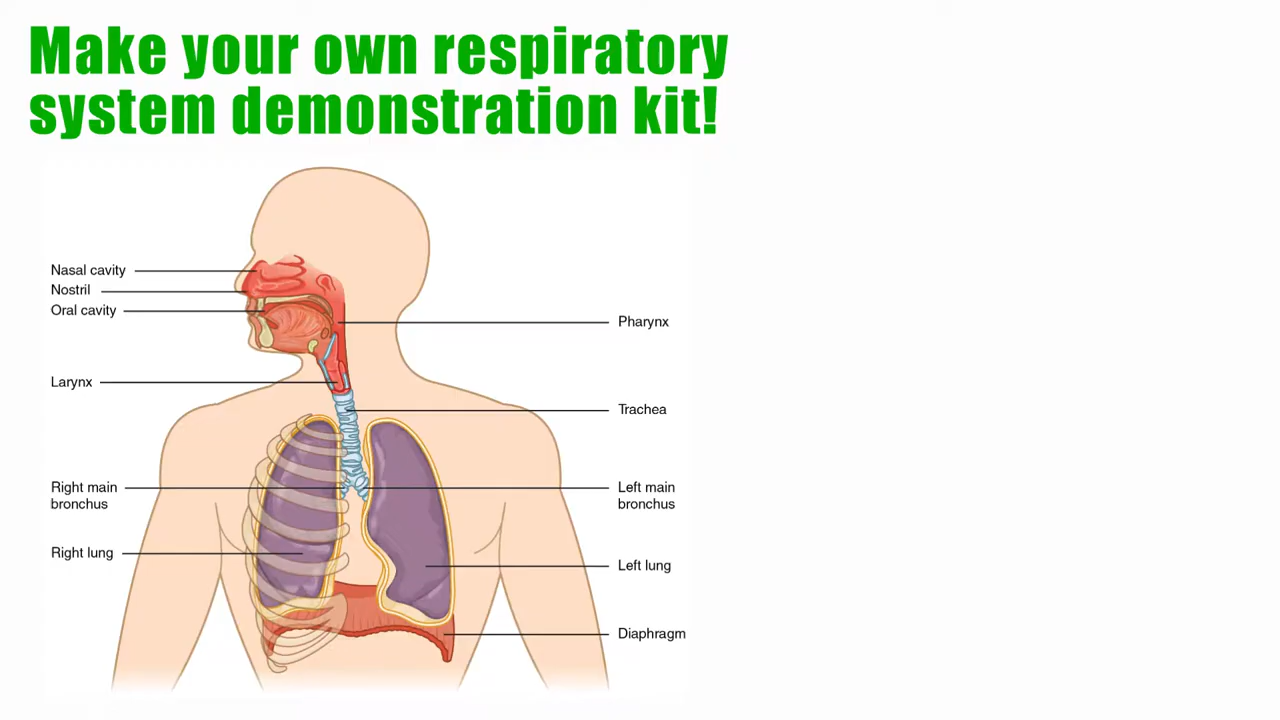 Make your own respiratory
system demonstration kit!
Nasal cavity
Nostril
Oral cavity
Pharynx
Larynx
Trachea
Right main
bronchus
Left main
bronchus
Right lung
Left lung
Diaphragm